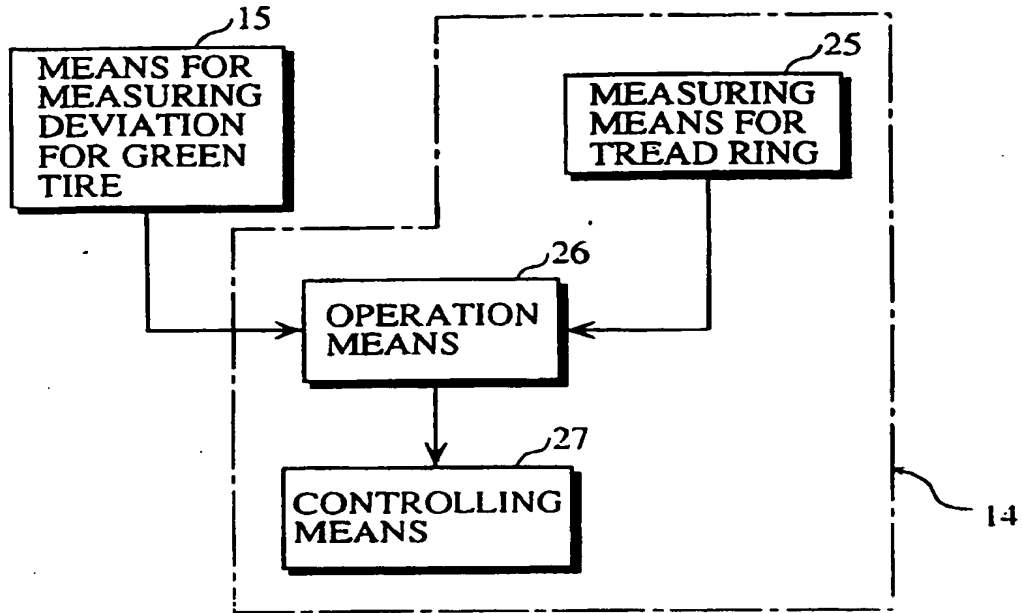 15
MEANS FOR
MEASURING
DEVIATION
FOR GREEN
TIRE
25
MEASURING
MEANS FOR
TREAD RING
26
OPERATION
MEANS
27
CONTROLLING
MEANS
14